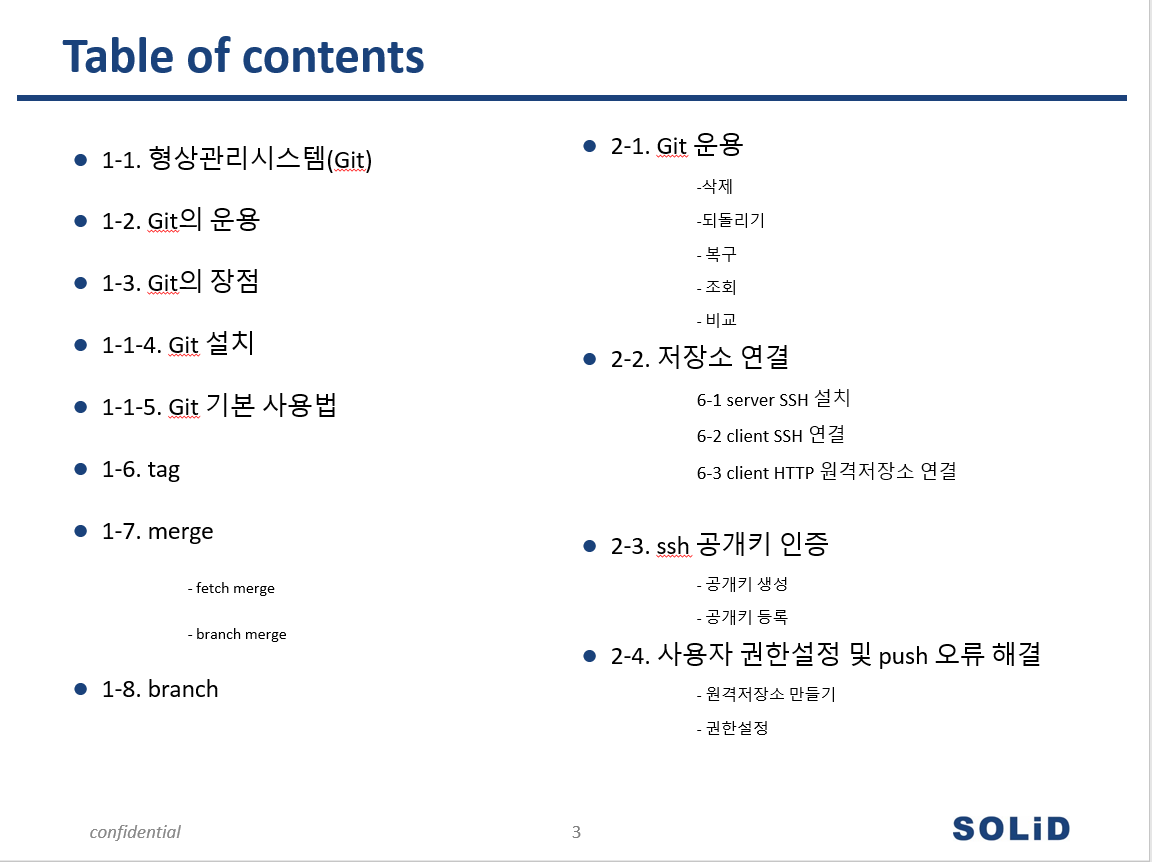 Table of contents
1-1. 형상관리시스템(Git)
1-2. Git의 운용
1-3. Git의 장점
1-1-4. Git 설치
1-1-5. Git 기본 사용법
1-6. tag
1-7. merge
- fetch merge
- branch merge
1-8. branch
2-1. Git 운용
-삭제
-되돌리기
- 복구
- 조회
- 비교
2-2. 저장소 연결
6-1 server SSH 설치
6-2 client SSH 연결
6-3 client HTTP 원격저장소 연결
2-3. ssh 공개키 인증
- 공개키 생성
- 공개키 등록
2-4. 사용자 권한설정 및 push 오류 해결
- 원격저장소 만들기
- 권한설정
confidential
3
SOLiD